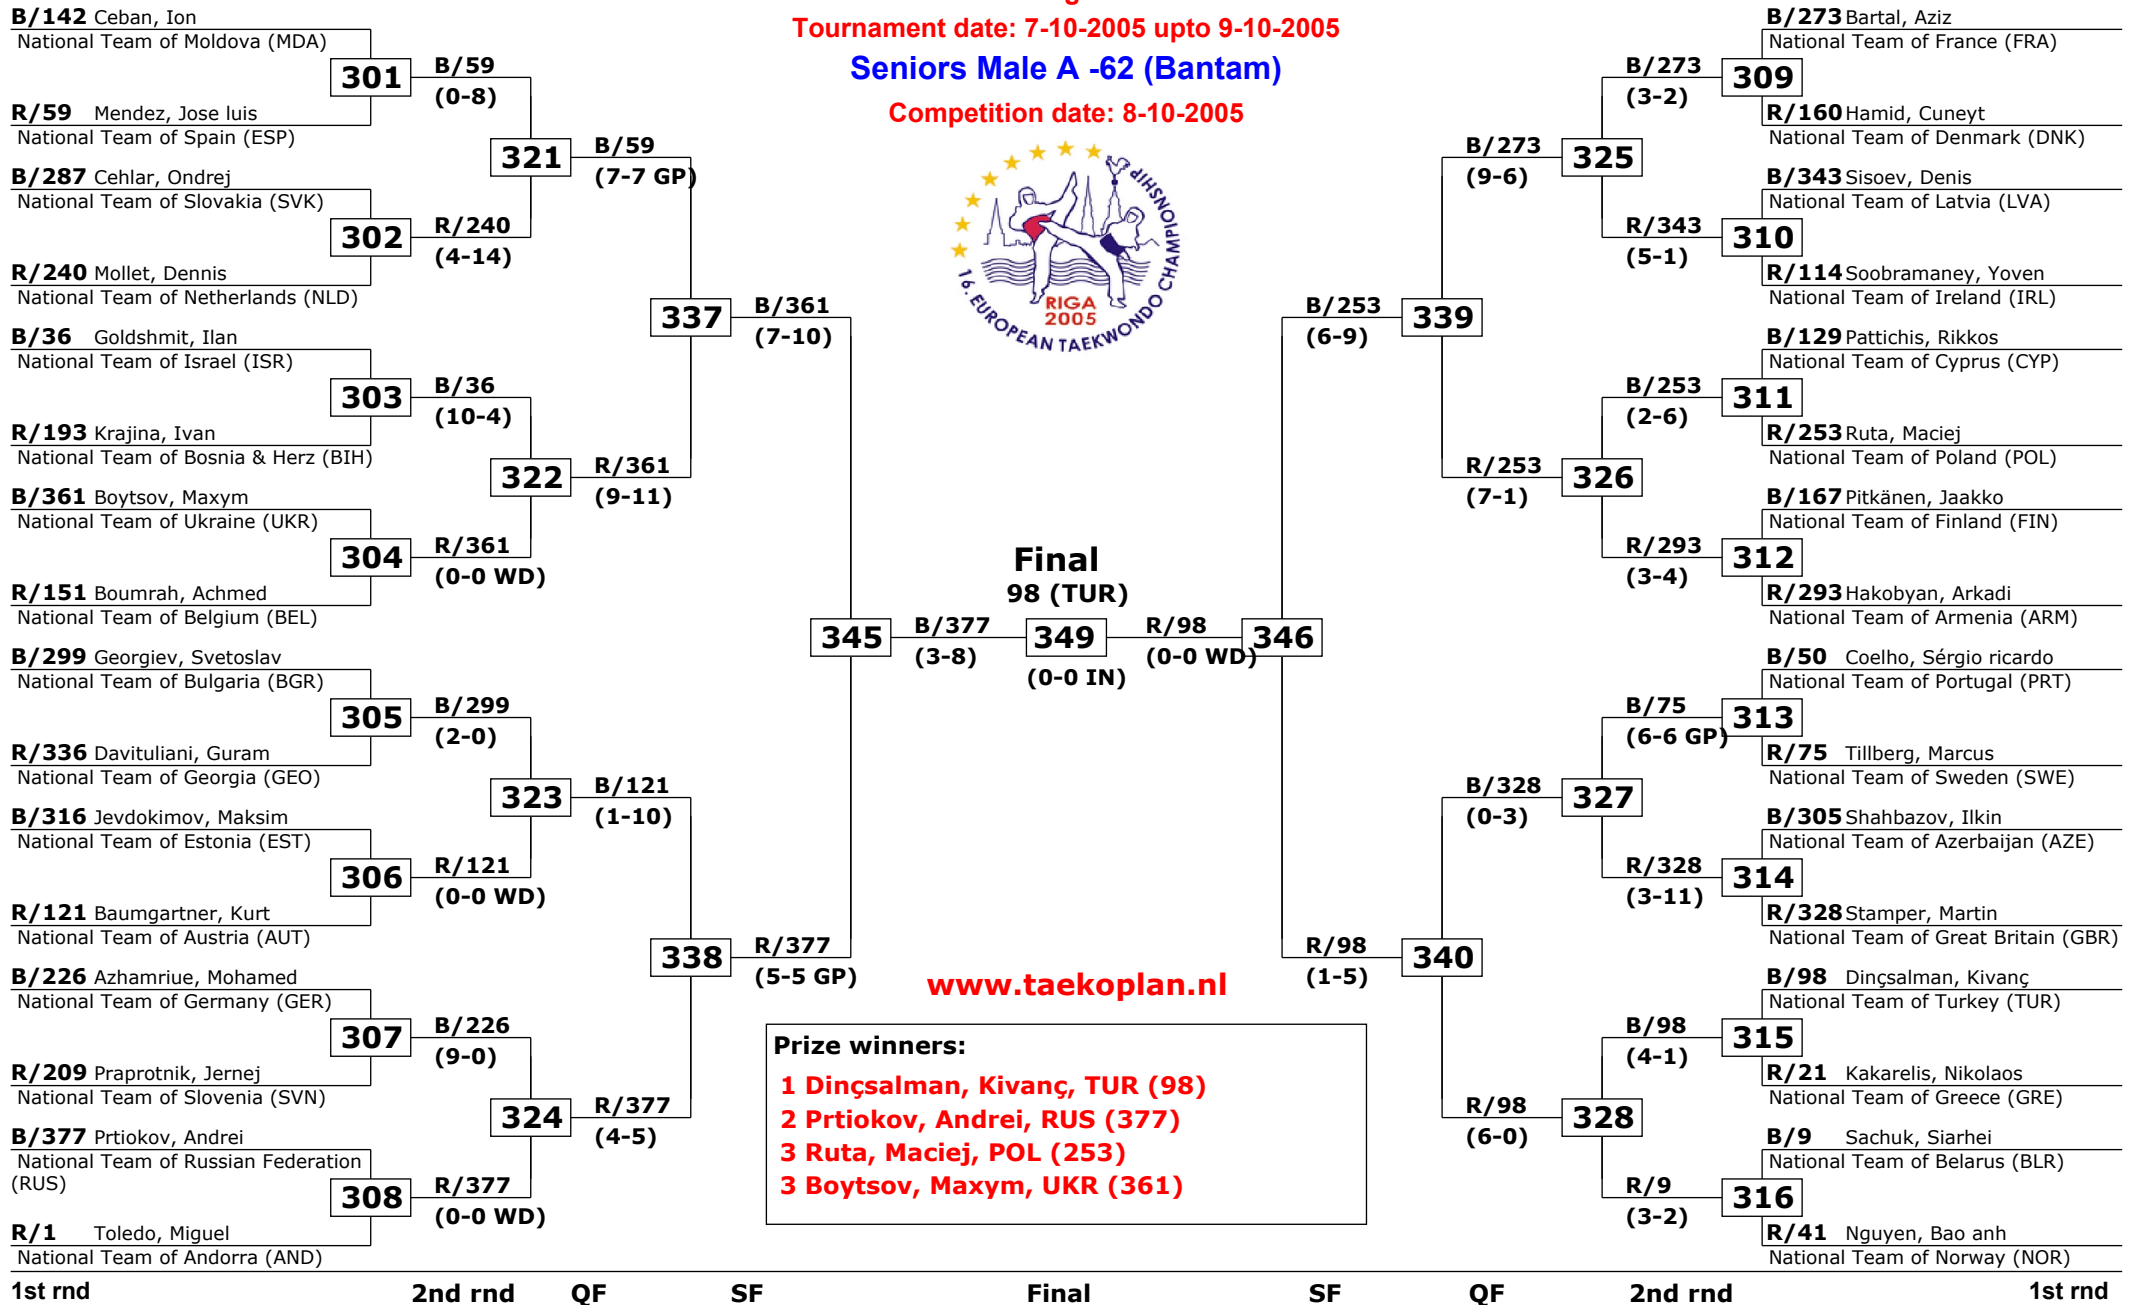 Tournament date: 7-10-2005 upto 9-10-2005
Seniors Male A -62 (Bantam)
Competition date: 8-10-2005
16. EUROPEAN TAEKWONDO CHAMPIONSHIP
RIGA
2005
B/142 Ceban, Ion
National Team of Moldova (MDA)
301
R/59 Mendez, Jose luis
National Team of Spain (ESP)
B/287 Cehlar, Ondrej
National Team of Slovakia (SVK)
302
R/240 Mollet, Dennis
National Team of Netherlands (NLD)
B/36 Goldshmit, Ilan
National Team of Israel (ISR)
303
R/193 Krajina, Ivan
National Team of Bosnia & Herz (BIH)
B/361 Boytsov, Maxym
National Team of Ukraine (UKR)
304
R/151 Boumrah, Achmed
National Team of Belgium (BEL)
B/299 Georgiev, Svetoslav
National Team of Bulgaria (BGR)
305
R/336 Davituliani, Guram
National Team of Georgia (GEO)
B/316 Jevdokimov, Maksim
National Team of Estonia (EST)
306
R/121 Baumgartner, Kurt
National Team of Austria (AUT)
B/226 Azhamriue, Mohamed
National Team of Germany (GER)
307
R/209 Praprotnik, Jernej
National Team of Slovenia (SVN)
B/377 Prtiokov, Andrei
National Team of Russian Federation
(RUS)
308
R/1 Toledo, Miguel
National Team of Andorra (AND)
B/59
(0-8)
321
R/240
(4-14)
B/36
(10-4)
322
R/361
(0-0 WD)
B/299
(2-0)
323
R/121
(0-0 WD)
B/226
(9-0)
324
R/377
(0-0 WD)
B/59
(7-7 GP)
337
R/361
(9-11)
B/121
(1-10)
338
R/377
(4-5)
B/361
(7-10)
345
R/377
(5-5 GP)
B/377
(3-8)
Final
98 (TUR)
349
(0-0 IN)
R/98
(0-0 WD)
346
B/253
(6-9)
339
R/98
(1-5)
340
B/273
(9-6)
325
R/253
(7-1)
326
B/328
(0-3)
327
R/98
(6-0)
328
B/273
(3-2)
309
R/343
(5-1)
310
B/253
(2-6)
311
R/293
(3-4)
312
B/75
(6-6 GP)
313
R/328
(3-11)
314
B/98
(4-1)
315
R/9
(3-2)
316
B/273 Bartal, Aziz
National Team of France (FRA)
R/160 Hamid, Cuneyt
National Team of Denmark (DNK)
B/343 Sisoev, Denis
National Team of Latvia (LVA)
R/114 Soobramaney, Yoven
National Team of Ireland (IRL)
B/129 Pattichis, Rikkos
National Team of Cyprus (CYP)
R/253 Ruta, Maciej
National Team of Poland (POL)
B/167 Pitkänen, Jaakko
National Team of Finland (FIN)
R/293 Hakobyan, Arkadi
National Team of Armenia (ARM)
B/50 Coelho, Sérgio ricardo
National Team of Portugal (PRT)
R/75 Tillberg, Marcus
National Team of Sweden (SWE)
B/305 Shahbazov, Ilkin
National Team of Azerbaijan (AZE)
R/328 Stamper, Martin
National Team of Great Britain (GBR)
B/98 Dinçsalman, Kivanç
National Team of Turkey (TUR)
R/21 Kakarelis, Nikolaos
National Team of Greece (GRE)
B/9 Sachuk, Siarhei
National Team of Belarus (BLR)
R/41 Nguyen, Bao anh
National Team of Norway (NOR)
www.taekoplan.nl
Prize winners:
1 Dinçsalman, Kivanç, TUR (98)
2 Prtiokov, Andrei, RUS (377)
3 Ruta, Maciej, POL (253)
3 Boytsov, Maxym, UKR (361)
1st rnd 2nd rnd QF SF Final SF QF 2nd rnd 1st rnd